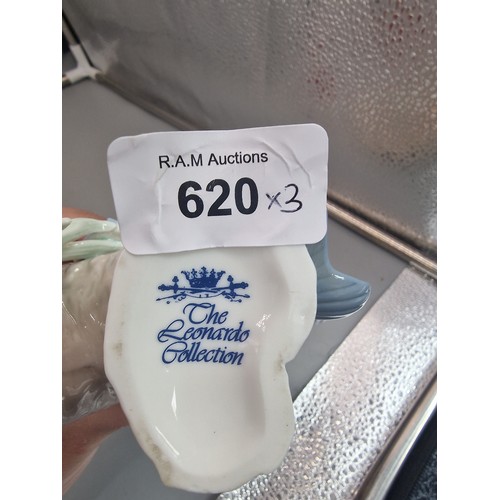 R.A.M Auctions
620 x3
The
Leonardo
Collection